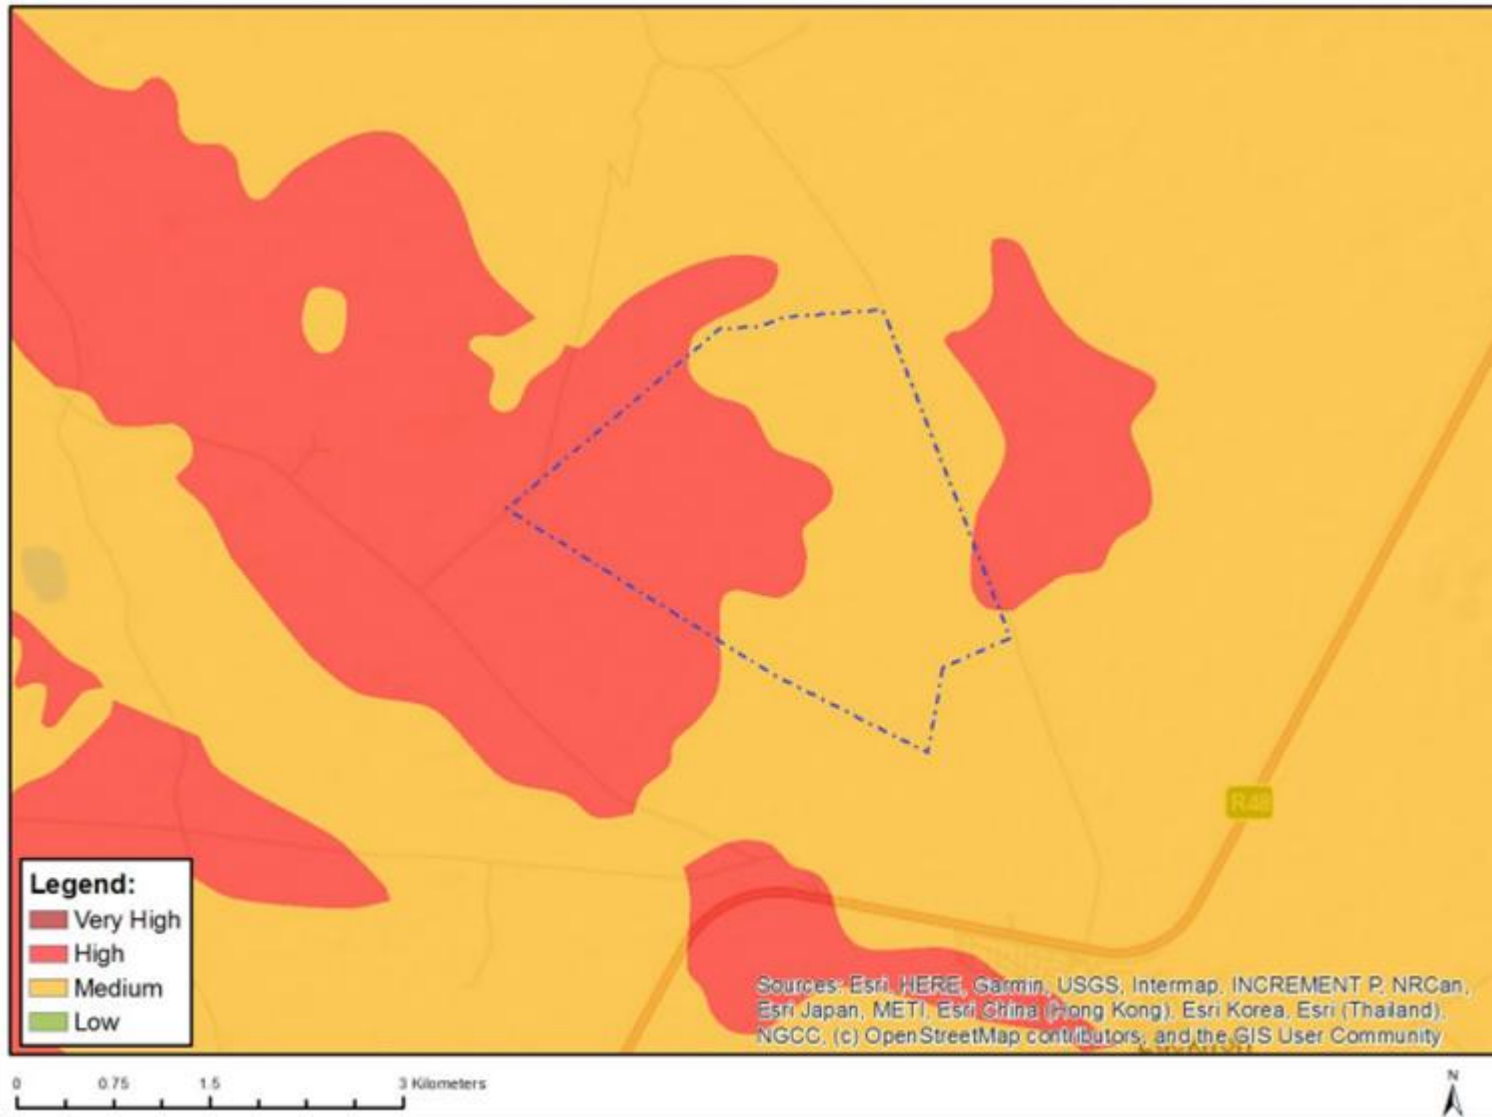 R48
Legend:
Very High
High
Medium
Low
Sources: Esri, HERE, Garmin, USGS, Intermap, INCREMENT P, NRCan,
Esri Japan, METI, Esri China (Hong Kong), Esri Korea, Esri (Thailand),
NGCC, (c) OpenStreetMap contributors, and the GIS User Community
0 0.75 1.5 3 Kilometers
N